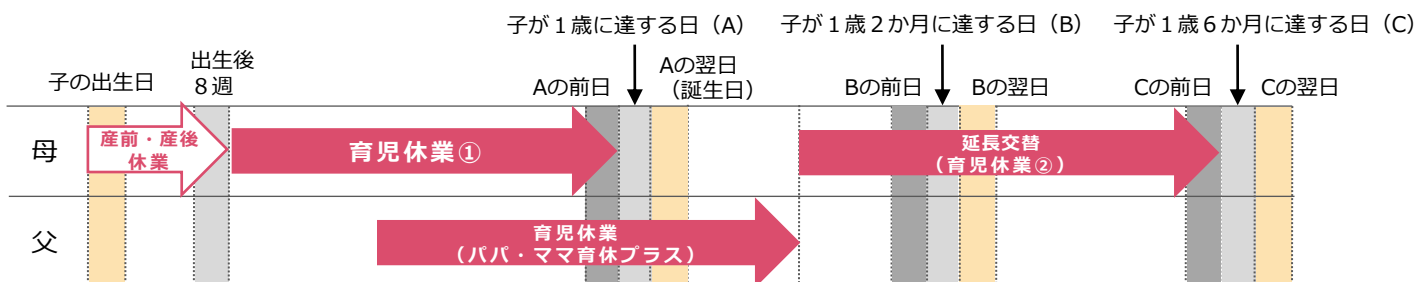 子が１歳に達する日（A） 子が１歳２か月に達する日（B） 子が１歳６か月に達する日（C）
子の出生日
出生後
８週
Aの前日
Aの翌日
（誕生日）
Bの前日
Bの翌日
Cの前日
Cの翌日
母
産前・産後
休業
育児休業①
延長交替
（育児休業②）
父
育児休業
（パパ・ママ育休プラス）